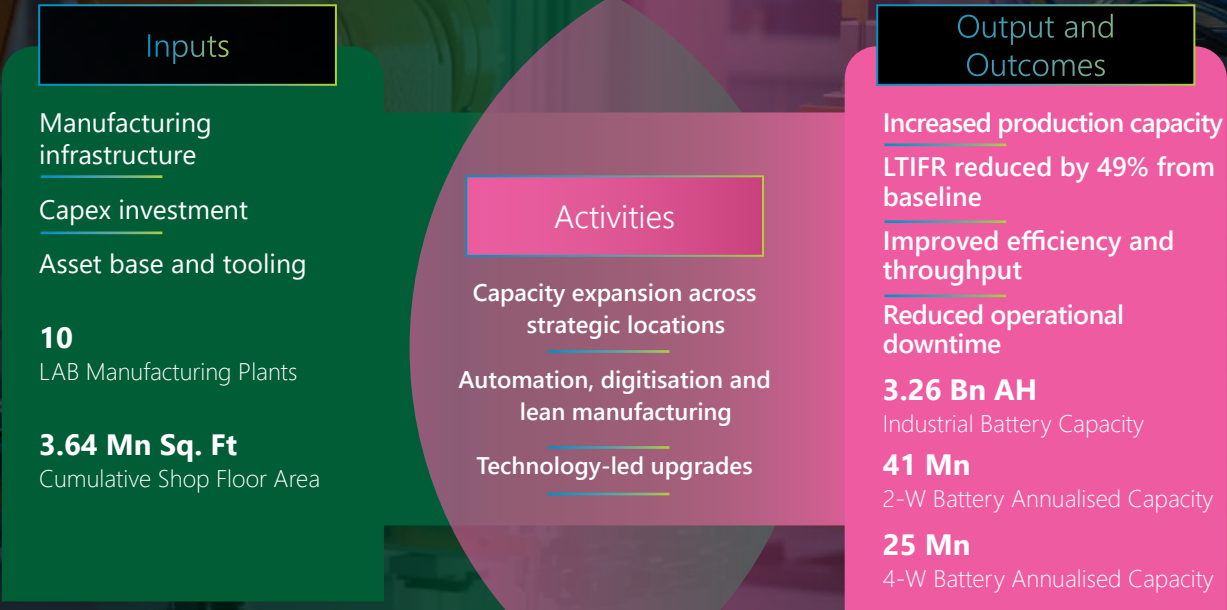 Inputs
Manufacturing
infrastructure
Capex investment
Asset base and tooling
10
LAB Manufacturing Plants
3.64 Mn Sq. Ft
Cumulative Shop Floor Area
Activities
Capacity expansion across
strategic locations
Automation, digitisation and
lean manufacturing
Technology-led upgrades
Output and
Outcomes
Increased production capacity
LTIFR reduced by 49% from
baseline
Improved efficiency and
throughput
Reduced operational
downtime
3.26 Bn AH
Industrial Battery Capacity
41 Mn
2-W Battery Annualised Capacity
25 Mn
4-W Battery Annualised Capacity